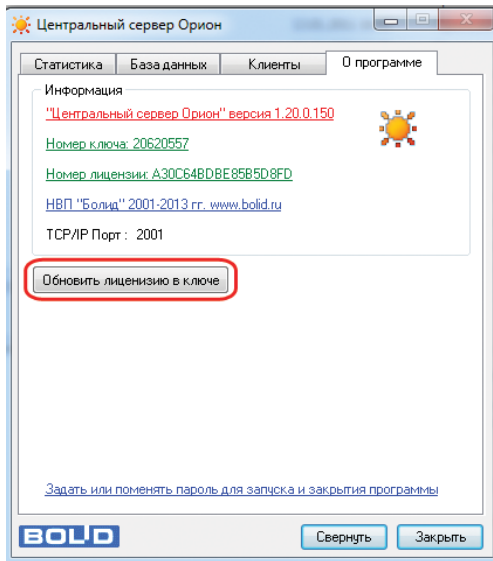 Центральный сервер Орион
Статистика База данных Клиенты О программе
Информация
"Центральный сервер Орион" версия 1.20.0.150
Номер ключа: 20620557
Номер лицензии: A30C64BDBE85B5D8FD
НВП "Болид" 2001-2013 гг. www.bolid.ru
TCP/IP Порт : 2001
Обновить лиценизию в ключе
Задать или поменять пароль для запуска и закрытия программы
BOLID Свернуть Закрыть